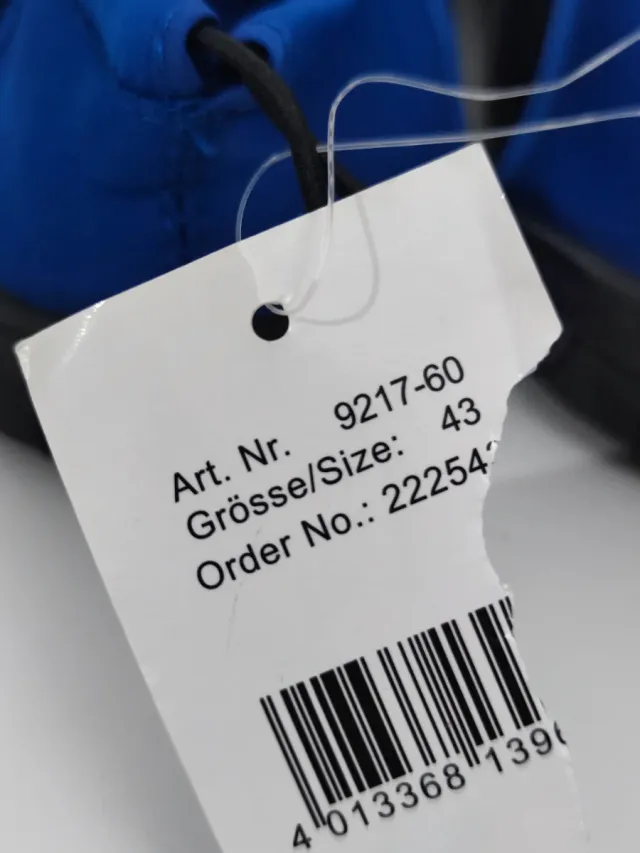 Art. Nr. 9217-60
Grösse/Size: 43
Order No.: 22254
4 013368 139